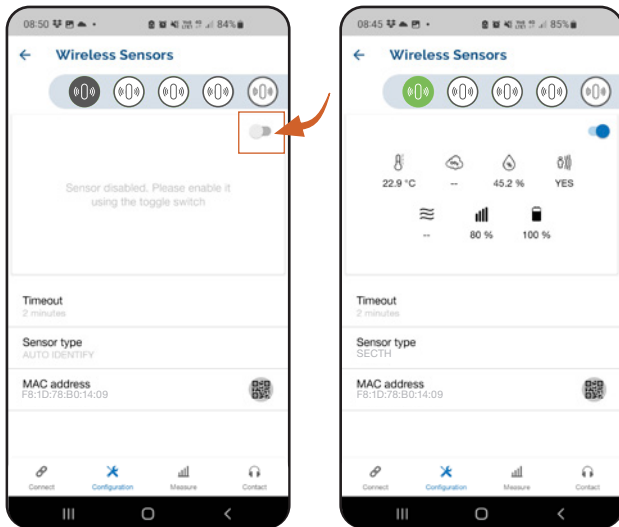 08:50
84%
Wireless Sensors
Sensor disabled. Please enable it
using the toggle switch
Timeout
2 minutes
Sensor type
AUTO IDENTIFY
MAC address
F8:1D:78:B0:14:09
Connect Configuration Measure Contact
08:45
85%
Wireless Sensors
22.9 °C -- 45.2 % YES
-- 80 % 100 %
Timeout
2 minutes
Sensor type
SECTH
MAC address
F8:1D:78:B0:14:09
Connect Configuration Measure Contact